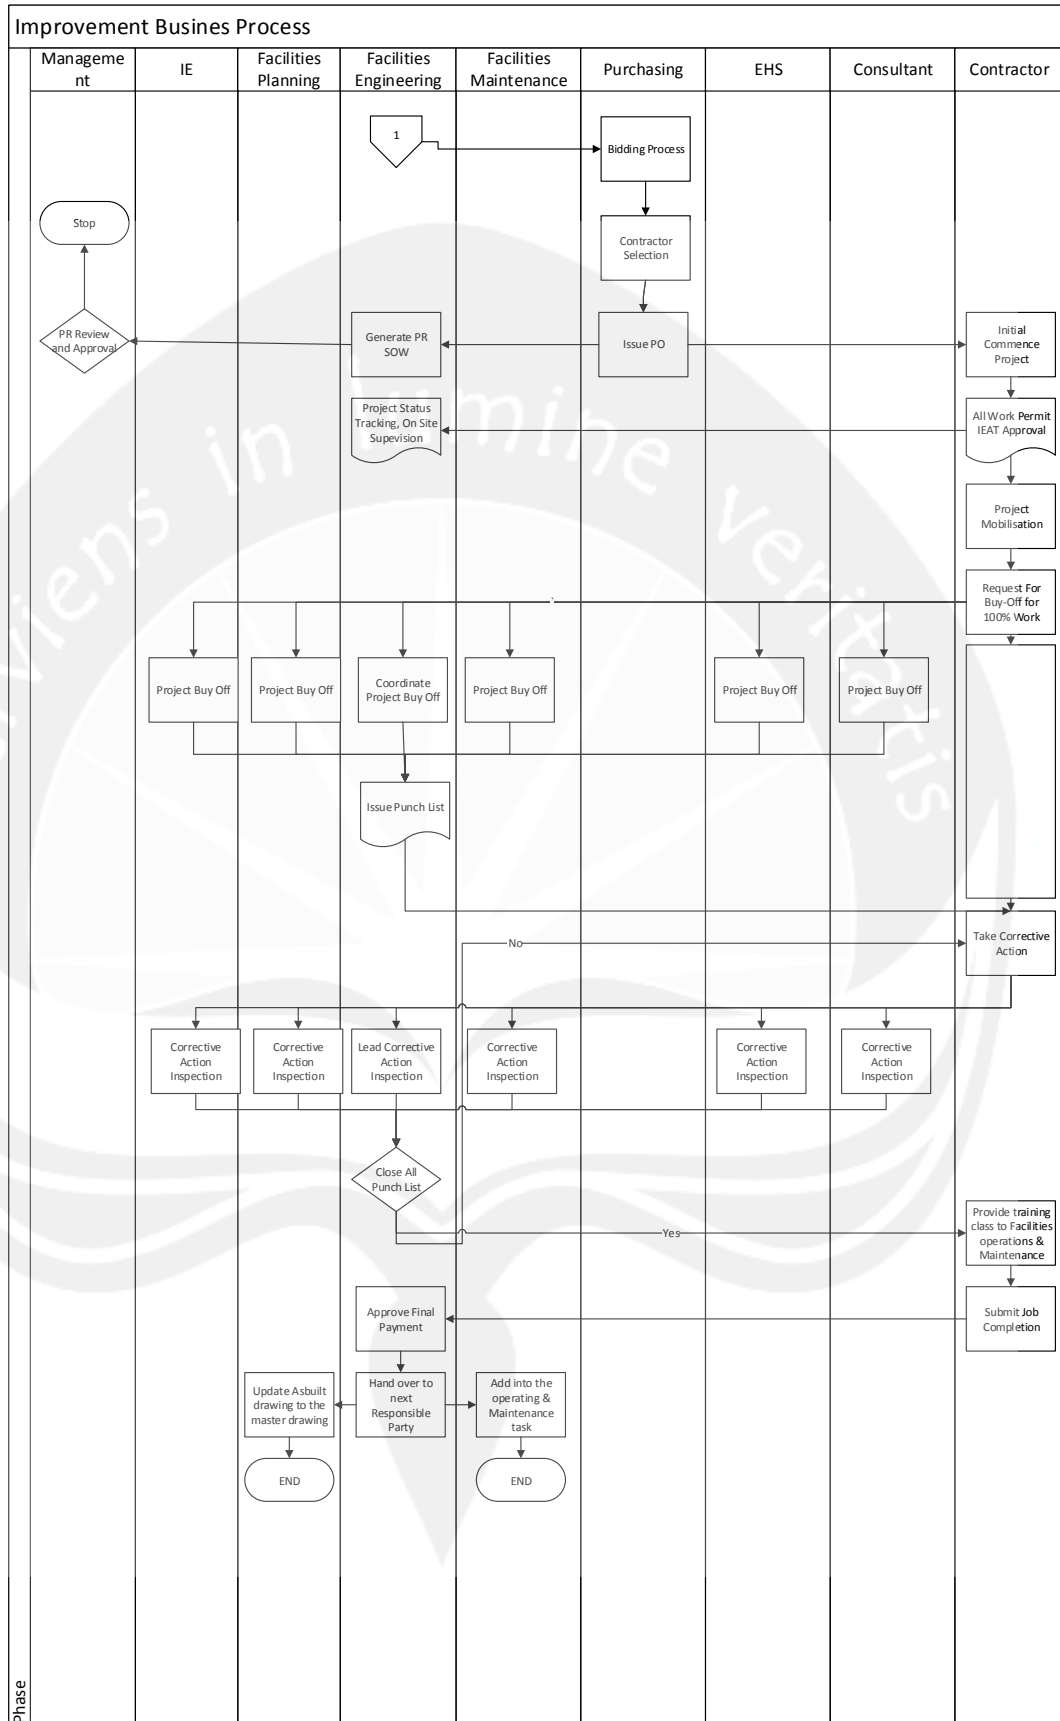 Improvement Busines Process
Manageme
nt
IE
Facilities
Planning
Facilities
Engineering
Facilities
Maintenance
Purchasing
EHS
Consultant
Contractor
1
Bidding Process
Stop
Contractor
Selection
PR Review
and Approval
Generate PR
SOW
Issue PO
Initial
Commence
Project
Project Status
Tracking, On Site
Supevision
All Work Permit
IEAT Approval
Project
Mobilisation
Request For
Buy-Off for
100% Work
Project Buy Off
Project Buy Off
Coordinate
Project Buy Off
Project Buy Off
Project Buy Off
Project Buy Off
Issue Punch List
No
Take Corrective
Action
Corrective
Action
Inspection
Corrective
Action
Inspection
Lead Corrective
Action
Inspection
Corrective
Action
Inspection
Corrective
Action
Inspection
Corrective
Action
Inspection
Close All
Punch List
Yes
Provide training
class to Facilities
operations &
Maintenance
Approve Final
Payment
Submit Job
Completion
Update Asbuilt
drawing to the
master drawing
Hand over to
next
Responsible
Party
Add into the
operating &
Maintenance
task
END
END
Phase
serviens in lumine veritatis